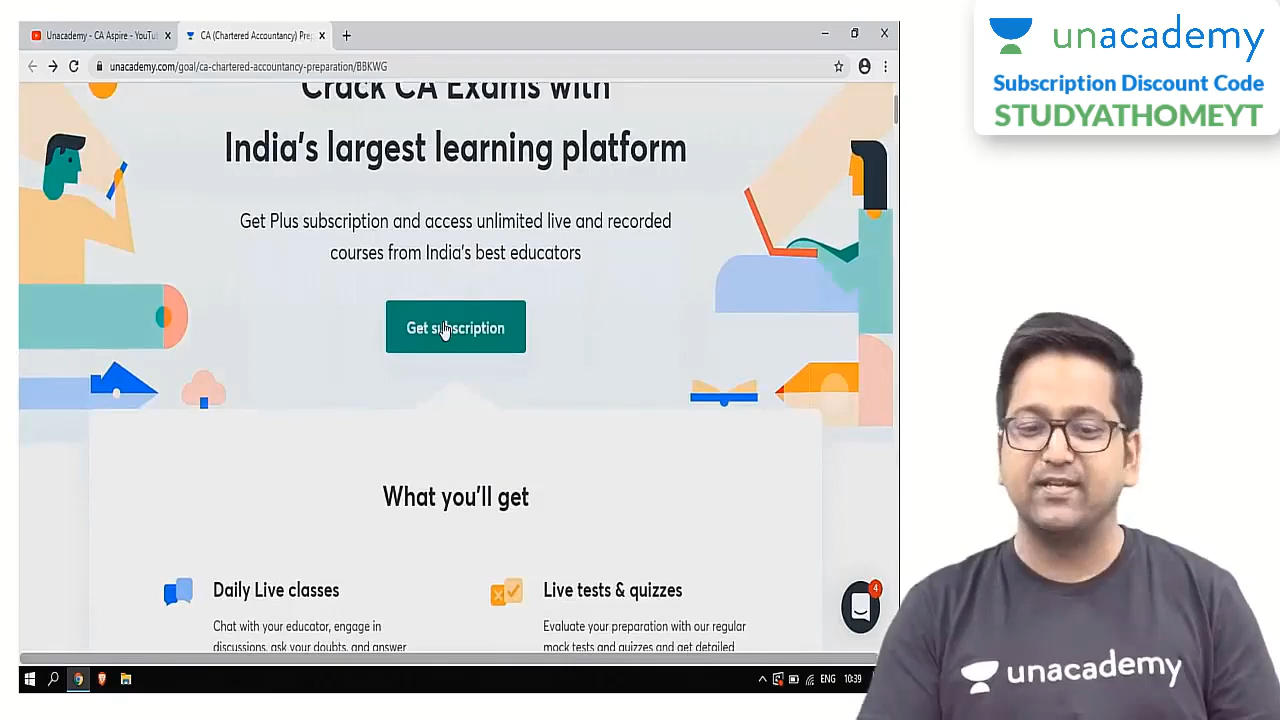 Unacademy - CA Aspire - YouTu
CA (Chartered Accountancy) Pre
unacademy.com/goal/ca-chartered-accountancy-preparation/BBKWG
Crack CA Exams with
India's largest learning platform
Get Plus subscription and access unlimited live and recorded
courses from India's best educators
Get subscription
What you'll get
Daily Live classes
Chat with your educator, engage in
discussions, ask your doubts, and answer
Live tests & quizzes
Evaluate your preparation with our regular
mock tests and quizzes and get detailed
4
ENG
10:39
unacademy
Subscription Discount Code
STUDYATHOMEYT
unacademy